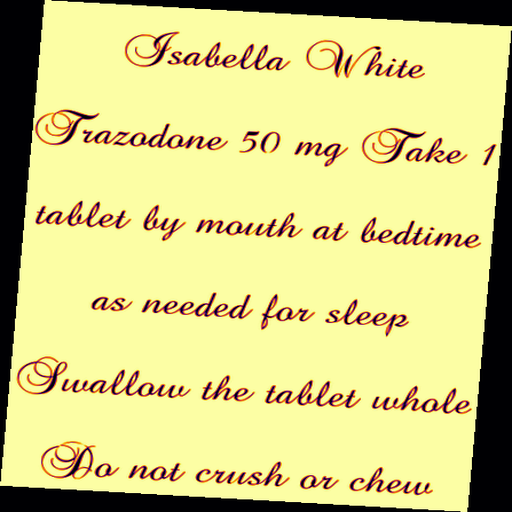 Isabella White
Trazodone 50 mg Take 1
tablet by mouth at bedtime
as needed for sleep
Swallow the tablet whole
Do not crush or chew